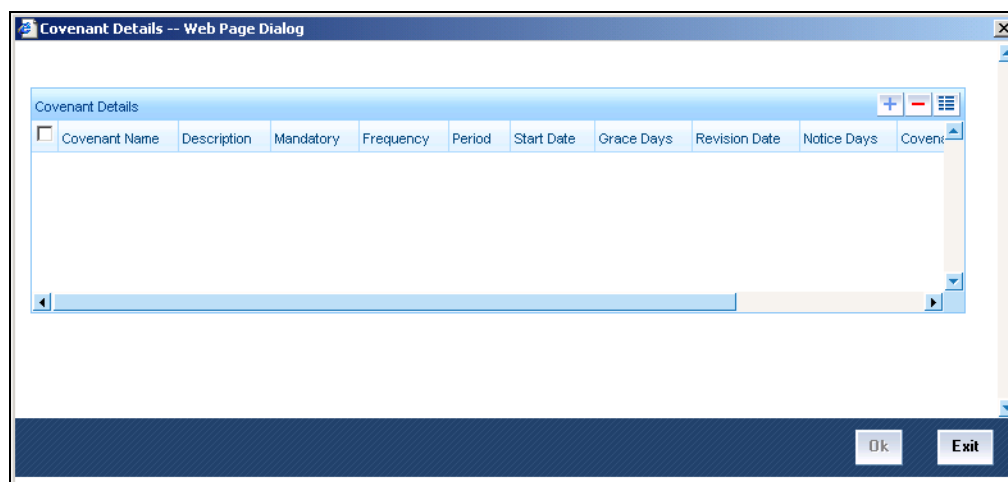 Covenant Details -- Web Page Dialog
Covenant Details
Covenant Name Description Mandatory Frequency Period Start Date Grace Days Revision Date Notice Days
Ok Exit